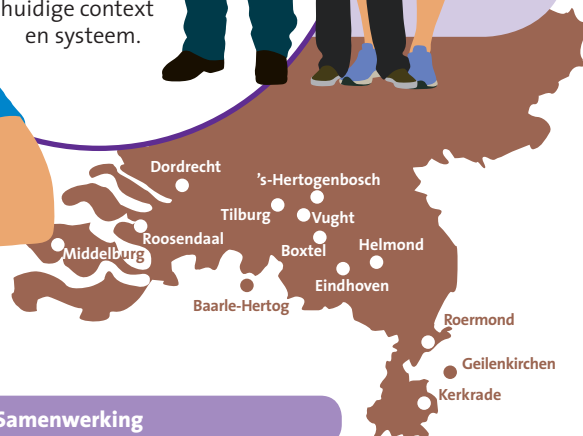 huidige context
en systeem.
Dordrecht
's-Hertogenbosch
Tilburg
Vught
Roosendaal
Middelburg
Boxtel
Helmond
Eindhoven
Baarle-Hertog
Roermond
Geilenkirchen
Kerkrade
Samenwerking